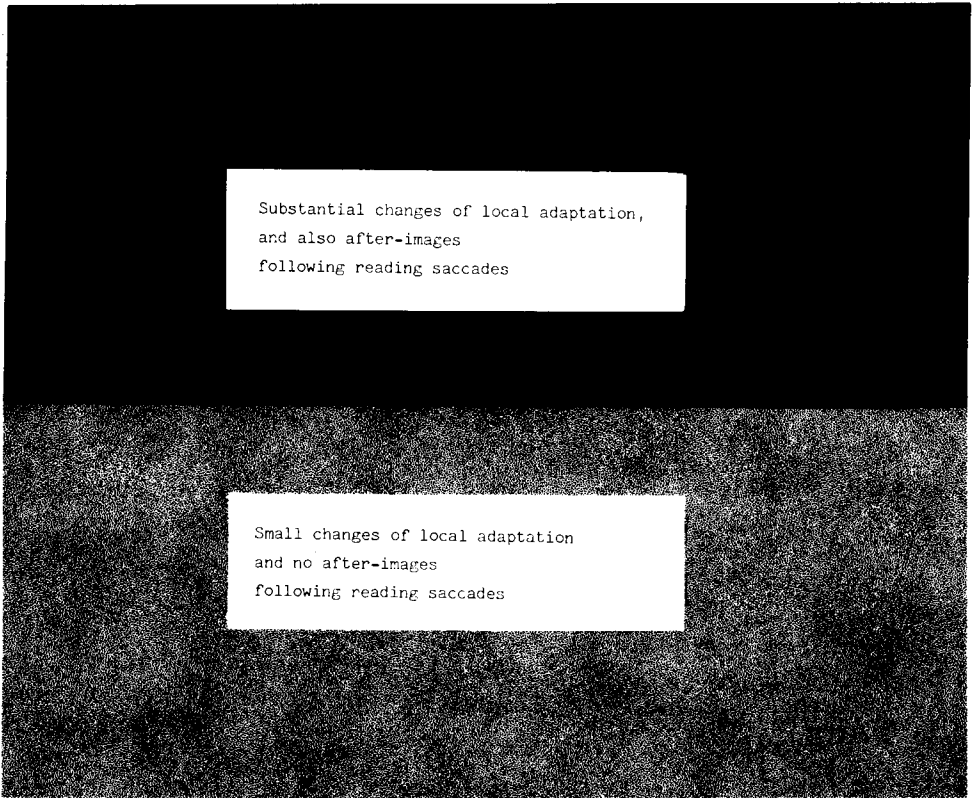 Substantial changes of local adaptation,
and also after-images
following reading saccades
Small changes of local adaptation
and no after-images
following reading saccades